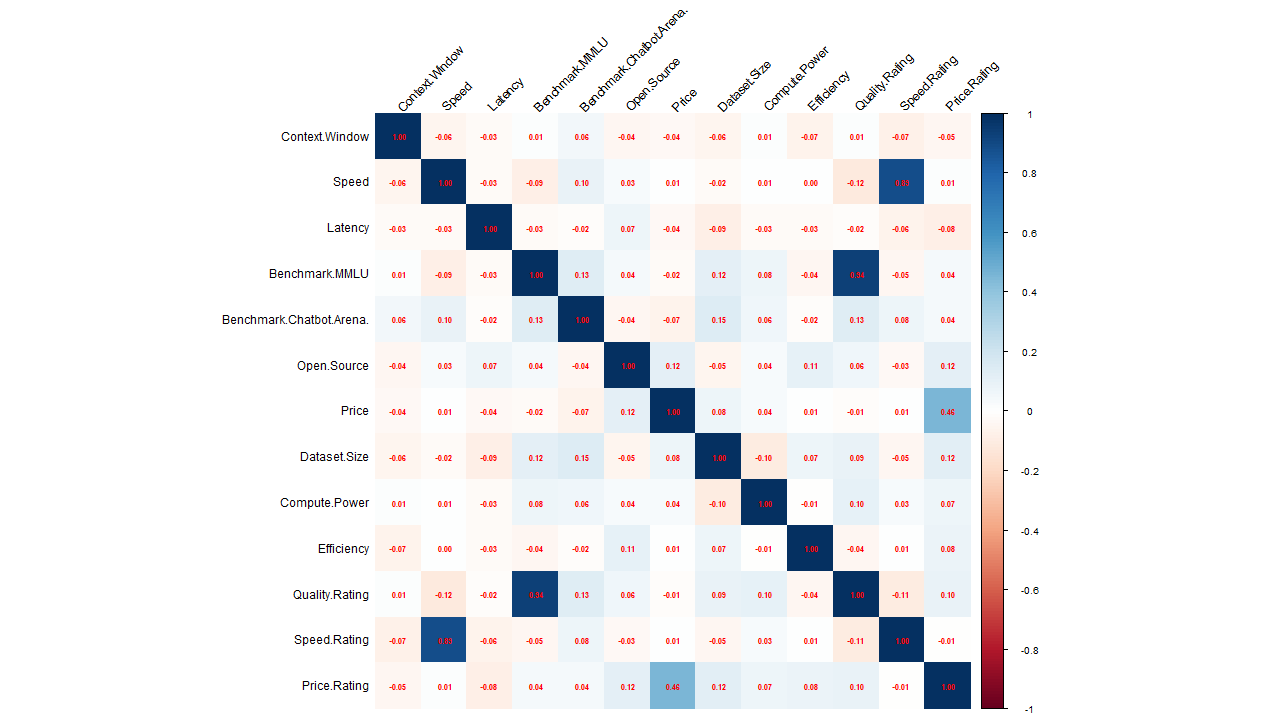 Context.Window Speed Latency Benchmark.MMLU Benchmark.Chatbot.Arena. Open.Source Price Dataset.Size Compute.Power Efficiency Quality.Rating Speed.Rating Price.Rating
Context.Window 1.00 -0.06 -0.03 0.01 0.06 -0.04 -0.04 -0.06 0.01 -0.07 0.01 -0.07 -0.05
Speed -0.06 1.00 -0.03 -0.09 0.10 0.03 0.01 -0.02 0.01 0.00 -0.12 0.01
Latency -0.03 -0.03 1.00 -0.03 -0.02 0.07 -0.04 -0.09 -0.03 -0.03 -0.02 -0.06 -0.08
Benchmark.MMLU 0.01 -0.09 -0.03 1.00 0.13 0.04 -0.02 0.12 0.08 -0.04 0.94 -0.05 0.04
Benchmark.Chatbot.Arena. 0.06 0.10 -0.02 0.13 1.00 -0.04 -0.07 0.15 0.06 -0.02 0.13 0.08 0.04
Open.Source -0.04 0.03 0.07 0.04 -0.04 1.00 0.12 -0.05 0.04 0.11 0.06 -0.03 0.12
Price -0.04 0.01 -0.04 -0.02 -0.07 0.12 1.00 0.08 0.04 0.01 -0.01 0.01 0.46
Dataset.Size -0.06 -0.02 -0.09 0.12 0.15 -0.05 0.08 1.00 -0.10 0.07 0.09 -0.05 0.12
Compute.Power 0.01 0.01 -0.03 0.08 0.06 0.04 0.04 -0.10 1.00 -0.01 0.10 0.03 0.07
Efficiency -0.07 0.00 -0.03 -0.04 -0.02 0.11 0.01 0.07 -0.01 1.00 -0.04 0.01 0.08
Quality.Rating 0.01 -0.12 -0.02 0.94 0.13 0.06 -0.01 0.09 0.10 -0.04 1.00 -0.11 0.10
Speed.Rating -0.07 -0.06 -0.05 0.08 -0.03 0.01 -0.05 0.03 0.01 -0.11 1.00 -0.01
Price.Rating -0.05 0.01 -0.08 0.04 0.04 0.12 0.46 0.12 0.07 0.08 0.10 -0.01 1.00
1
0.8
0.6
0.4
0.2
0
-0.2
-0.4
-0.6
-0.8
-1